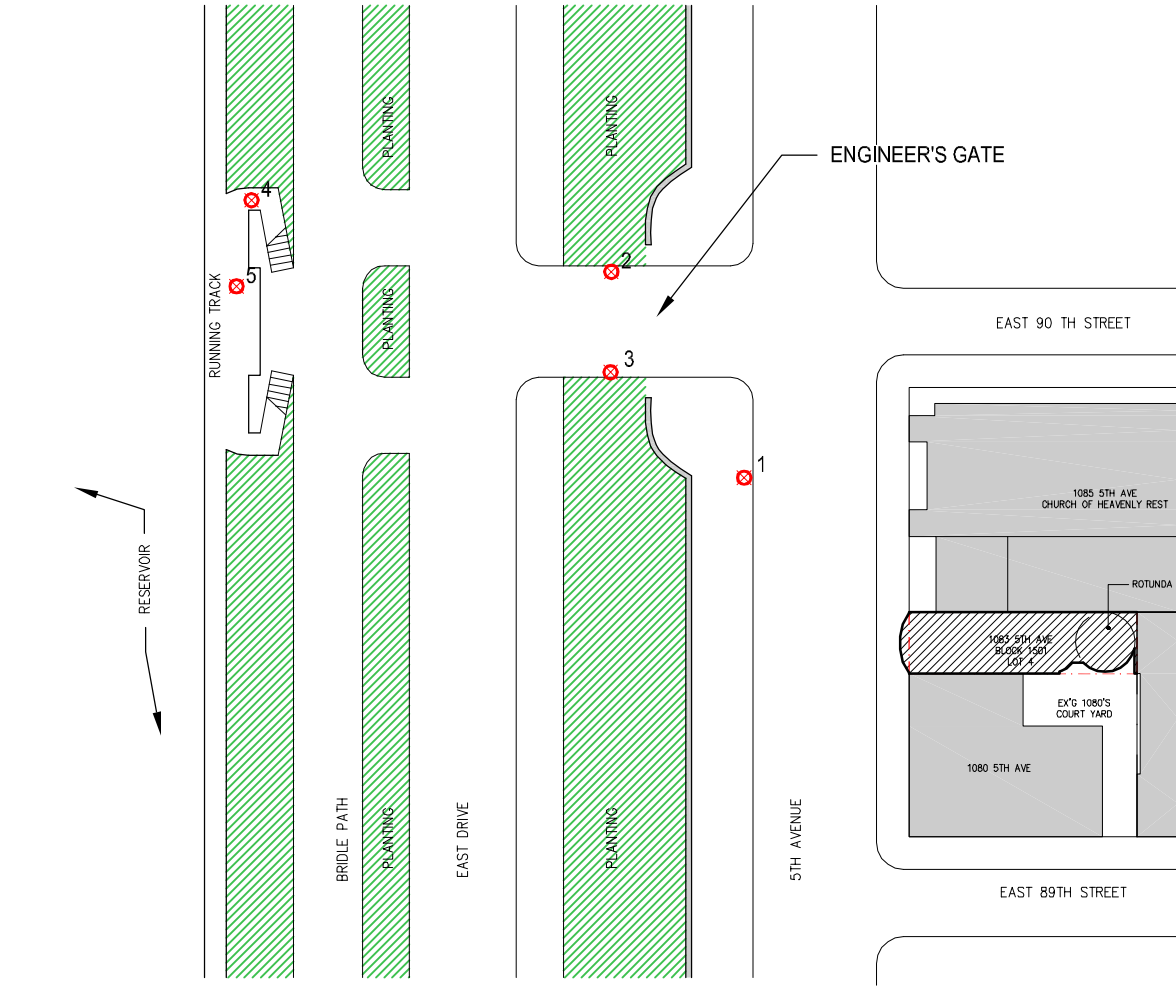 PLANTING
PLANTING
ENGINEER'S GATE
4
2
5
RUNNING TRACK
PLANTING
EAST 90 TH STREET
3
1
1085 5TH AVE
CHURCH OF HEAVENLY REST
RESERVOIR
ROTUNDA
1083 5TH AVE
BLOCK 1501
LOT 4
EX'G 1080'S
COURT YARD
1080 5TH AVE
BRIDLE PATH
PLANTING
EAST DRIVE
PLANTING
5TH AVENUE
EAST 89TH STREET